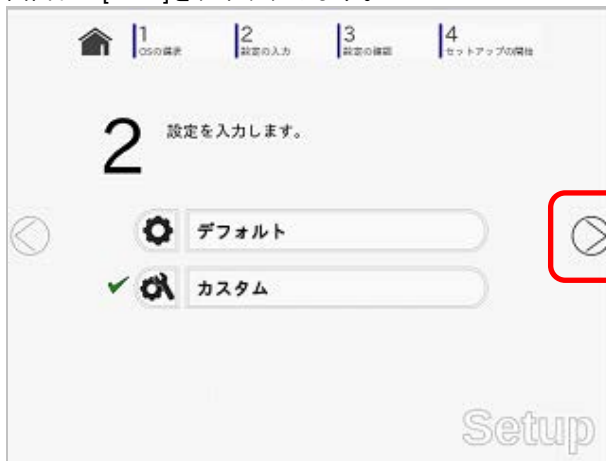 1
OSの選択
2
設定の入力
3
設定の確認
4
セットアップの開始
2
設定を入力します。
デフォルト
カスタム
Setup